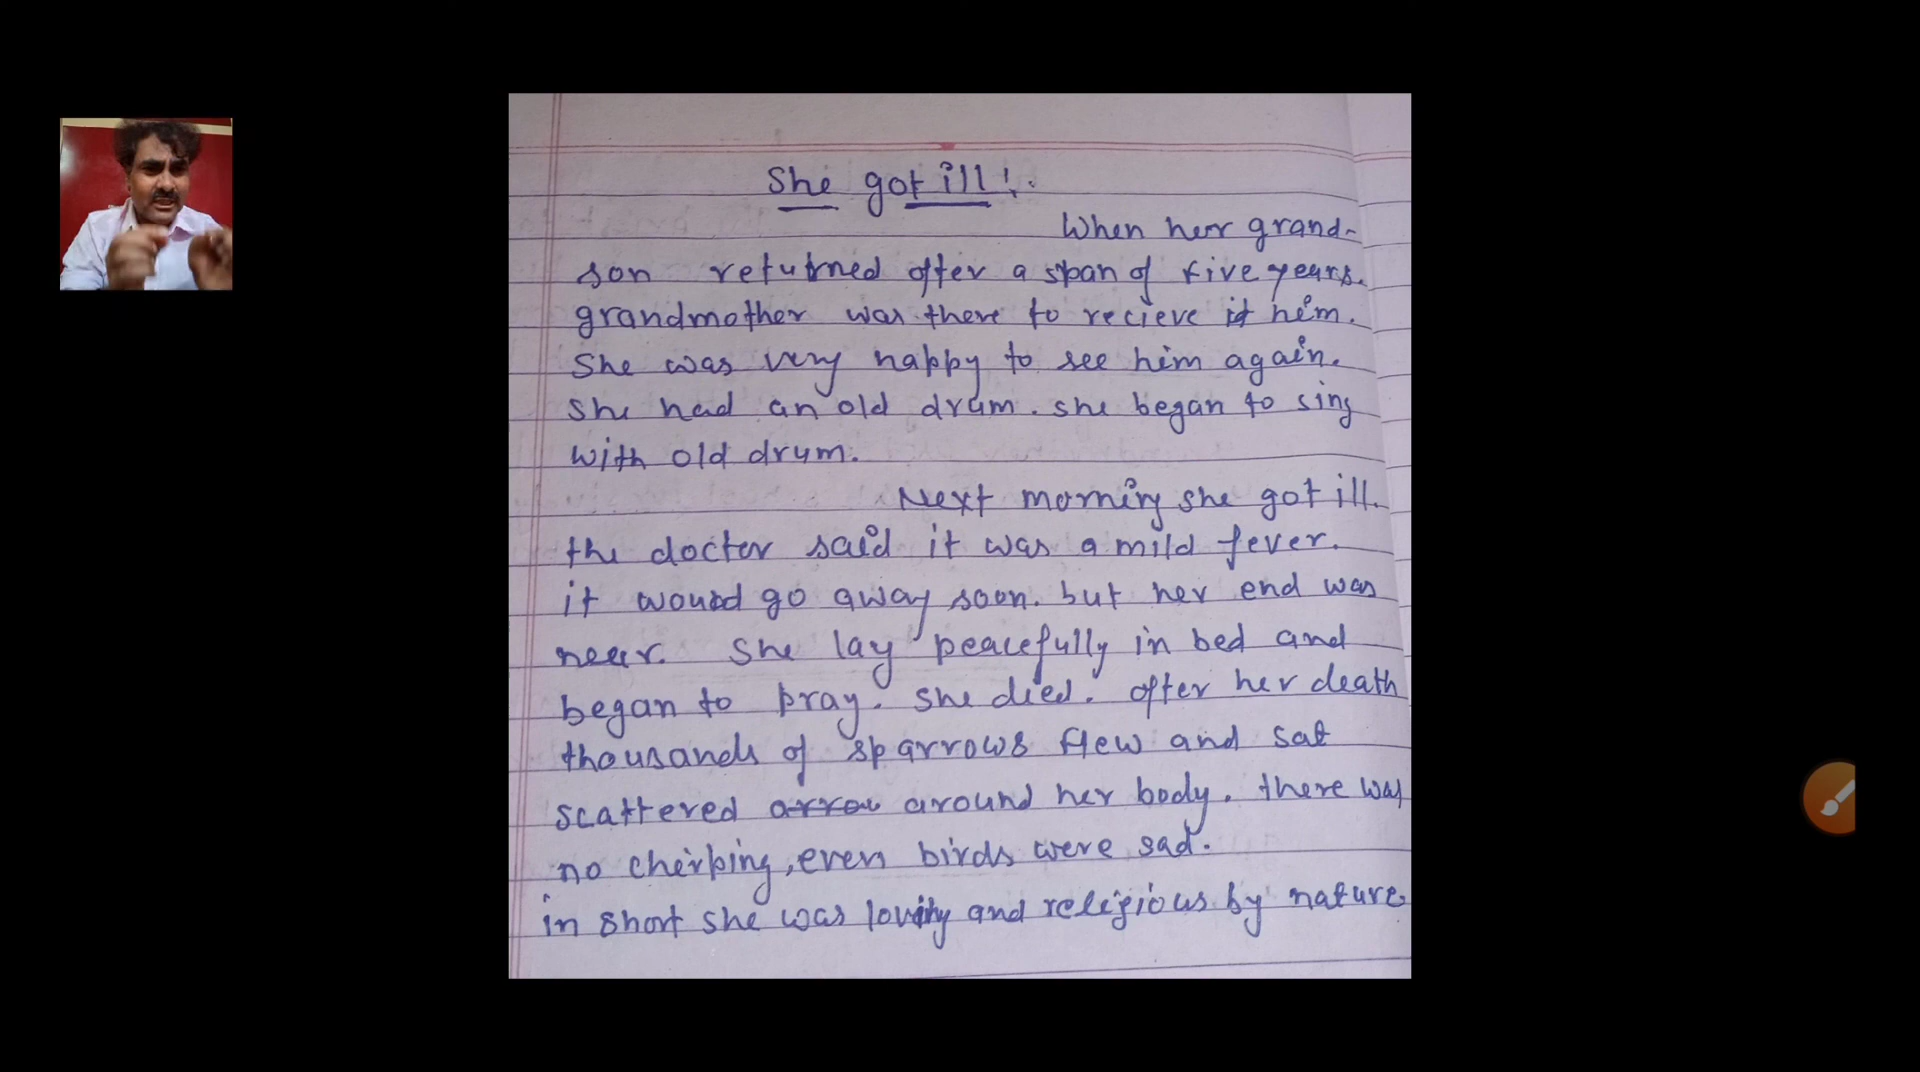 She got ill!.
When her grand-
son returned after a span of five years.
grandmother was there to recieve him.
She was very happy to see him again.
She had an old drum. she began to sing
with old drum.
Next morning she got ill.
the doctor said it was a mild fever.
it would go away soon. but her end was
near. She lay peacefully in bed and
began to pray. she died. after her death
thousands of sparrows flew and sat
scattered around her body. there was
no cheirping, even birds were sad.
in short she was loving and religious by nature.